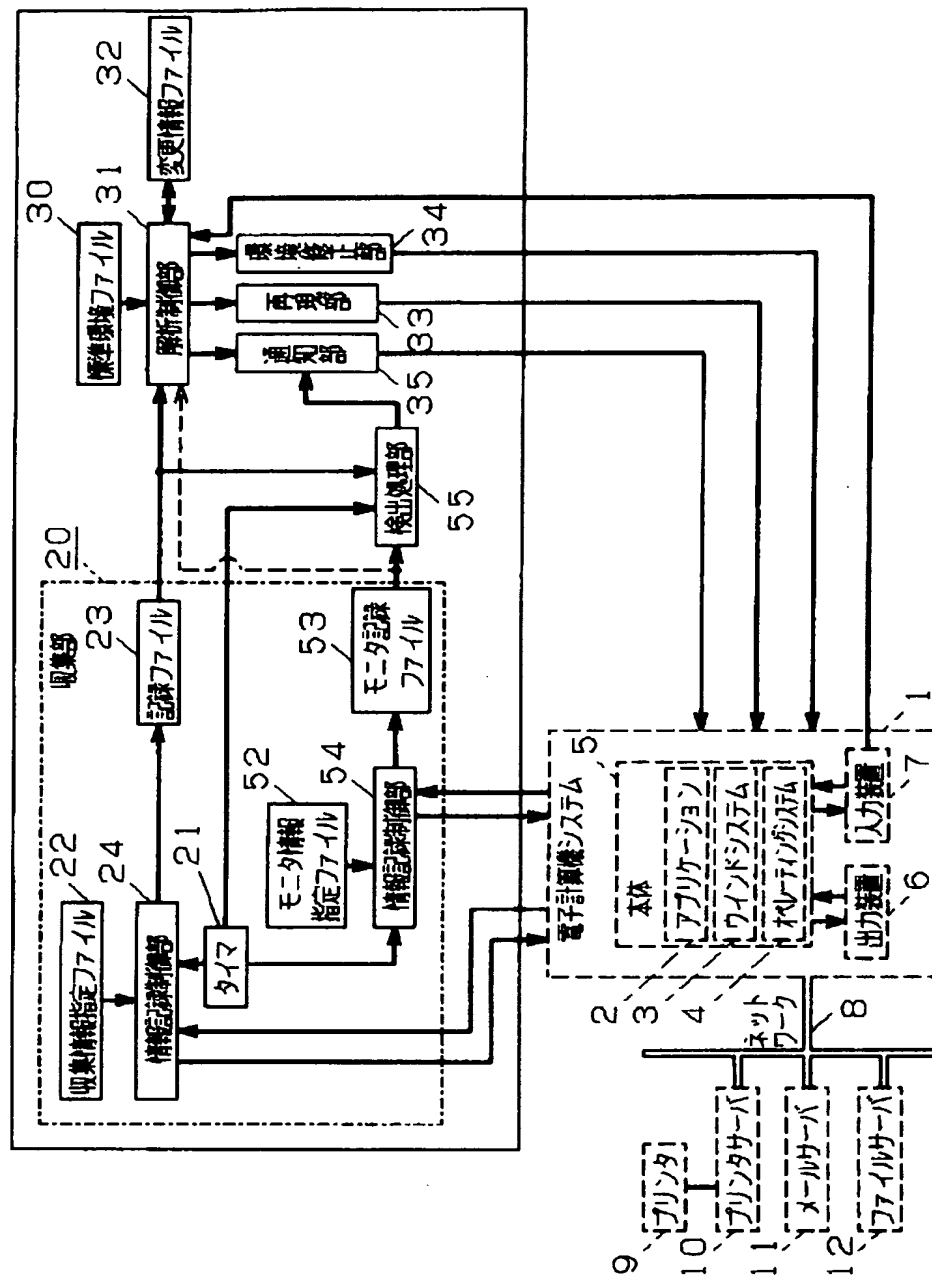 収集部
20
22
収集情報指定ファイル
24
情報記録制御部
21
タイマ
23
記録ファイル
52
モニタ情報
指定ファイル
54
情報記録制御部
53
モニタ記録
ファイル
55
検出処理部
30
標準環境ファイル
31
解析制御部
32
変更情報ファイル
35
通知部
33
再現部
34
環境修正部
電子計算機システム
1
5
本体
2
アプリケーション
3
ウインドシステム
4
オペレーティングシステム
出力装置
6
入力装置
7
ネット
ワーク
8
9
プリンタ
10
プリンタサーバ
11
メールサーバ
12
ファイルサーバ